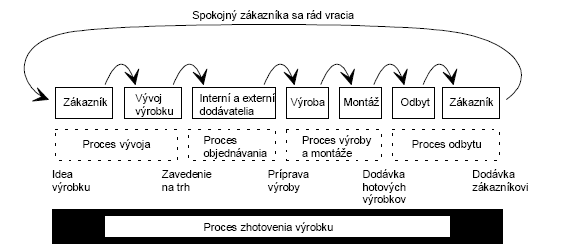 Spokojný zákazníka sa rád vracia
Zákazník
Vývoj
výrobku
Interní a externí
dodávatelia
Výroba
Montáž
Odbyt
Zákazník
Proces vývoja
Proces
objednávania
Proces výroby
a montáže
Proces odbytu
Idea
výrobku
Zavedenie
na trh
Príprava
výroby
Dodávka
hotových
výrobkov
Dodávka
zákazníkovi
Proces zhotovenia výrobku